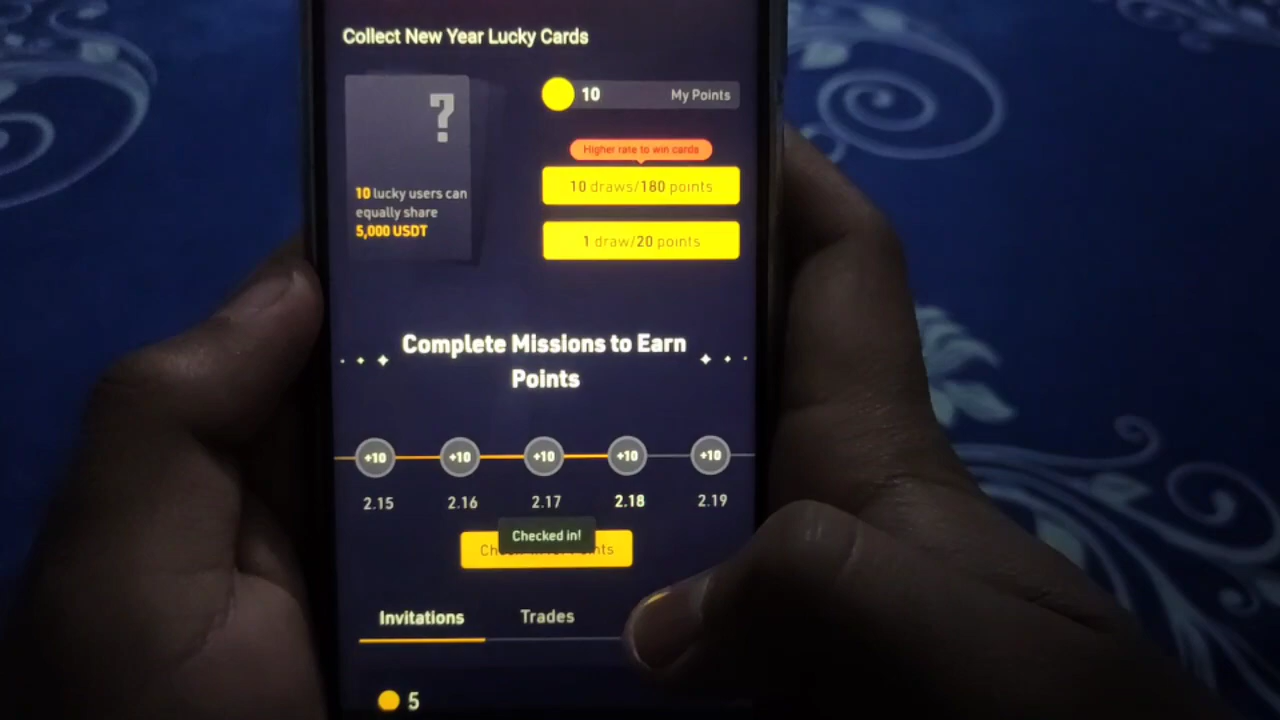 Collect New Year Lucky Cards
?
10 lucky users can
equally share
5,000 USDT
10
My Points
Higher rate to win cards
10 draws/180 points
1 draw/20 points
Complete Missions to Earn
Points
+10 +10 +10 +10 +10
2.15 2.16 2.17 2.18 2.19
Checked in!
Invitations Trades
5